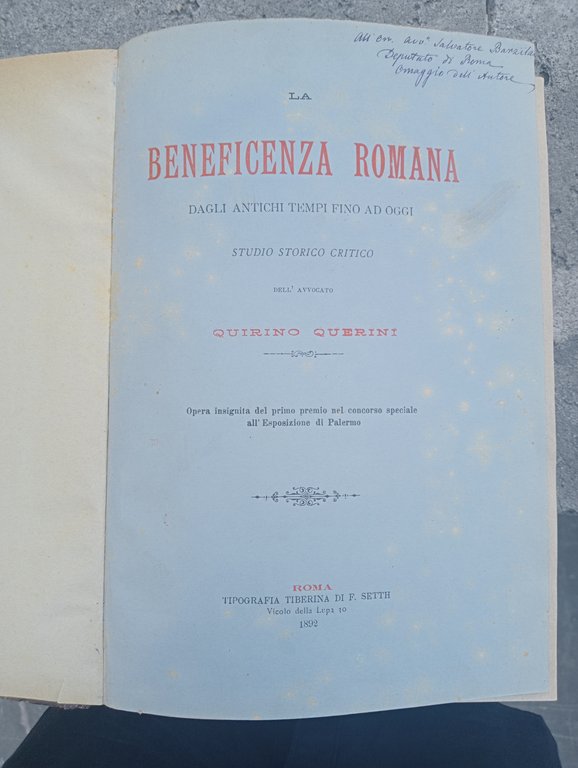 All' on. avv° Salvatore Barzilai
Deputato di Roma
omaggio dell'Autore
LA
BENEFICENZA ROMANA
DAGLI ANTICHI TEMPI FINO AD OGGI
STUDIO STORICO CRITICO
DELL' AVVOCATO
QUIRINO QUERINI
Opera insignita del primo premio nel concorso speciale
all' Esposizione di Palermo
ROMA
TIPOGRAFIA TIBERINA DI F. SETTH
Vicolo della Lupa 10
1892